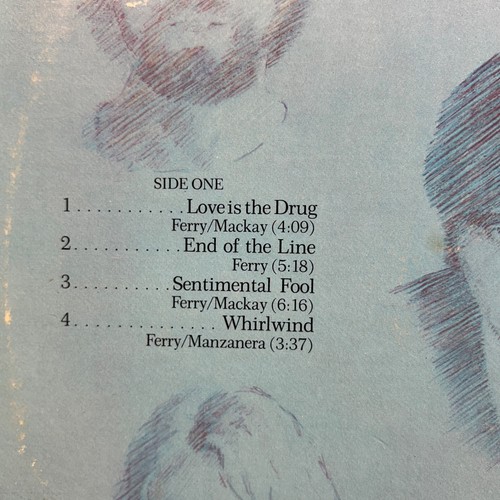 SIDE ONE
1...........Love is the Drug
Ferry/Mackay (4:09)
2...........End of the Line
Ferry (5:18)
3..........Sentimental Fool
Ferry/Mackay (6:16)
4..............Whirlwind
Ferry/Manzanera (3:37)